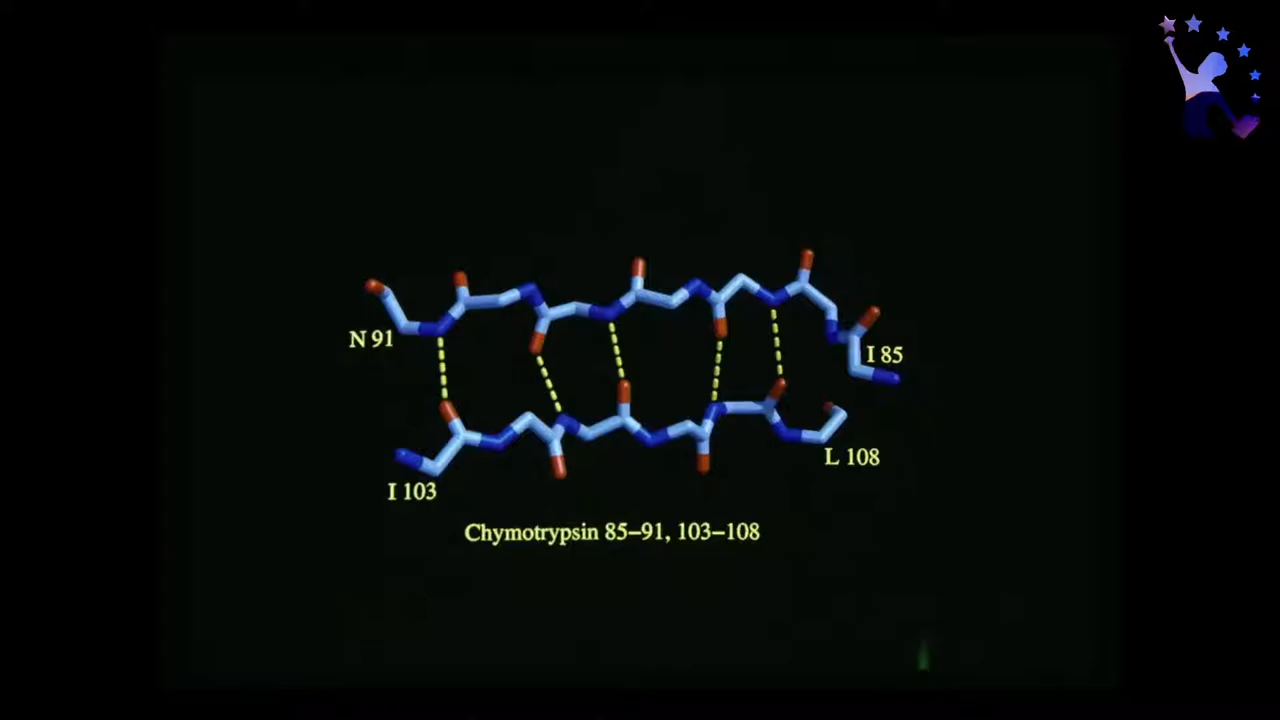 N 91
I 85
L 108
I 103
Chymotrypsin 85–91, 103–108